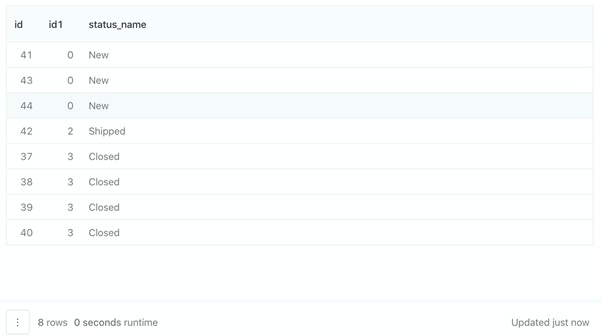 id id1 status_name
41 0 New
43 0 New
44 0 New
42 2 Shipped
37 3 Closed
38 3 Closed
39 3 Closed
40 3 Closed
8 rows 0 seconds runtime Updated just now